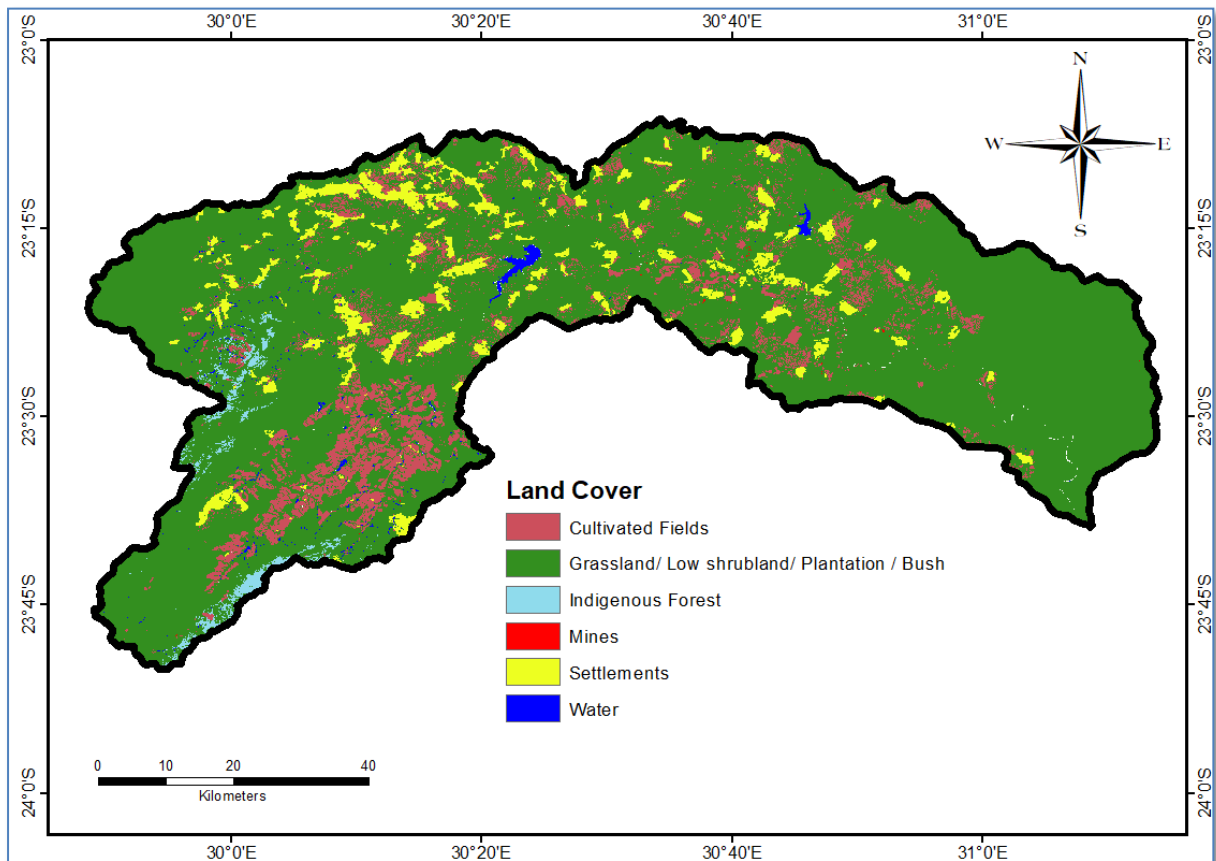 30°0'E 30°20'E 30°40'E 31°0'E
23°0'S 23°0'S
N
W E
S
23°15'S 23°15'S
23°30'S 23°30'S
Land Cover
Cultivated Fields
Grassland/ Low shrubland/ Plantation / Bush
Indigenous Forest
Mines
Settlements
Water
23°45'S 23°45'S
0 10 20 40
Kilometers
24°0'S 24°0'S
30°0'E 30°20'E 30°40'E 31°0'E